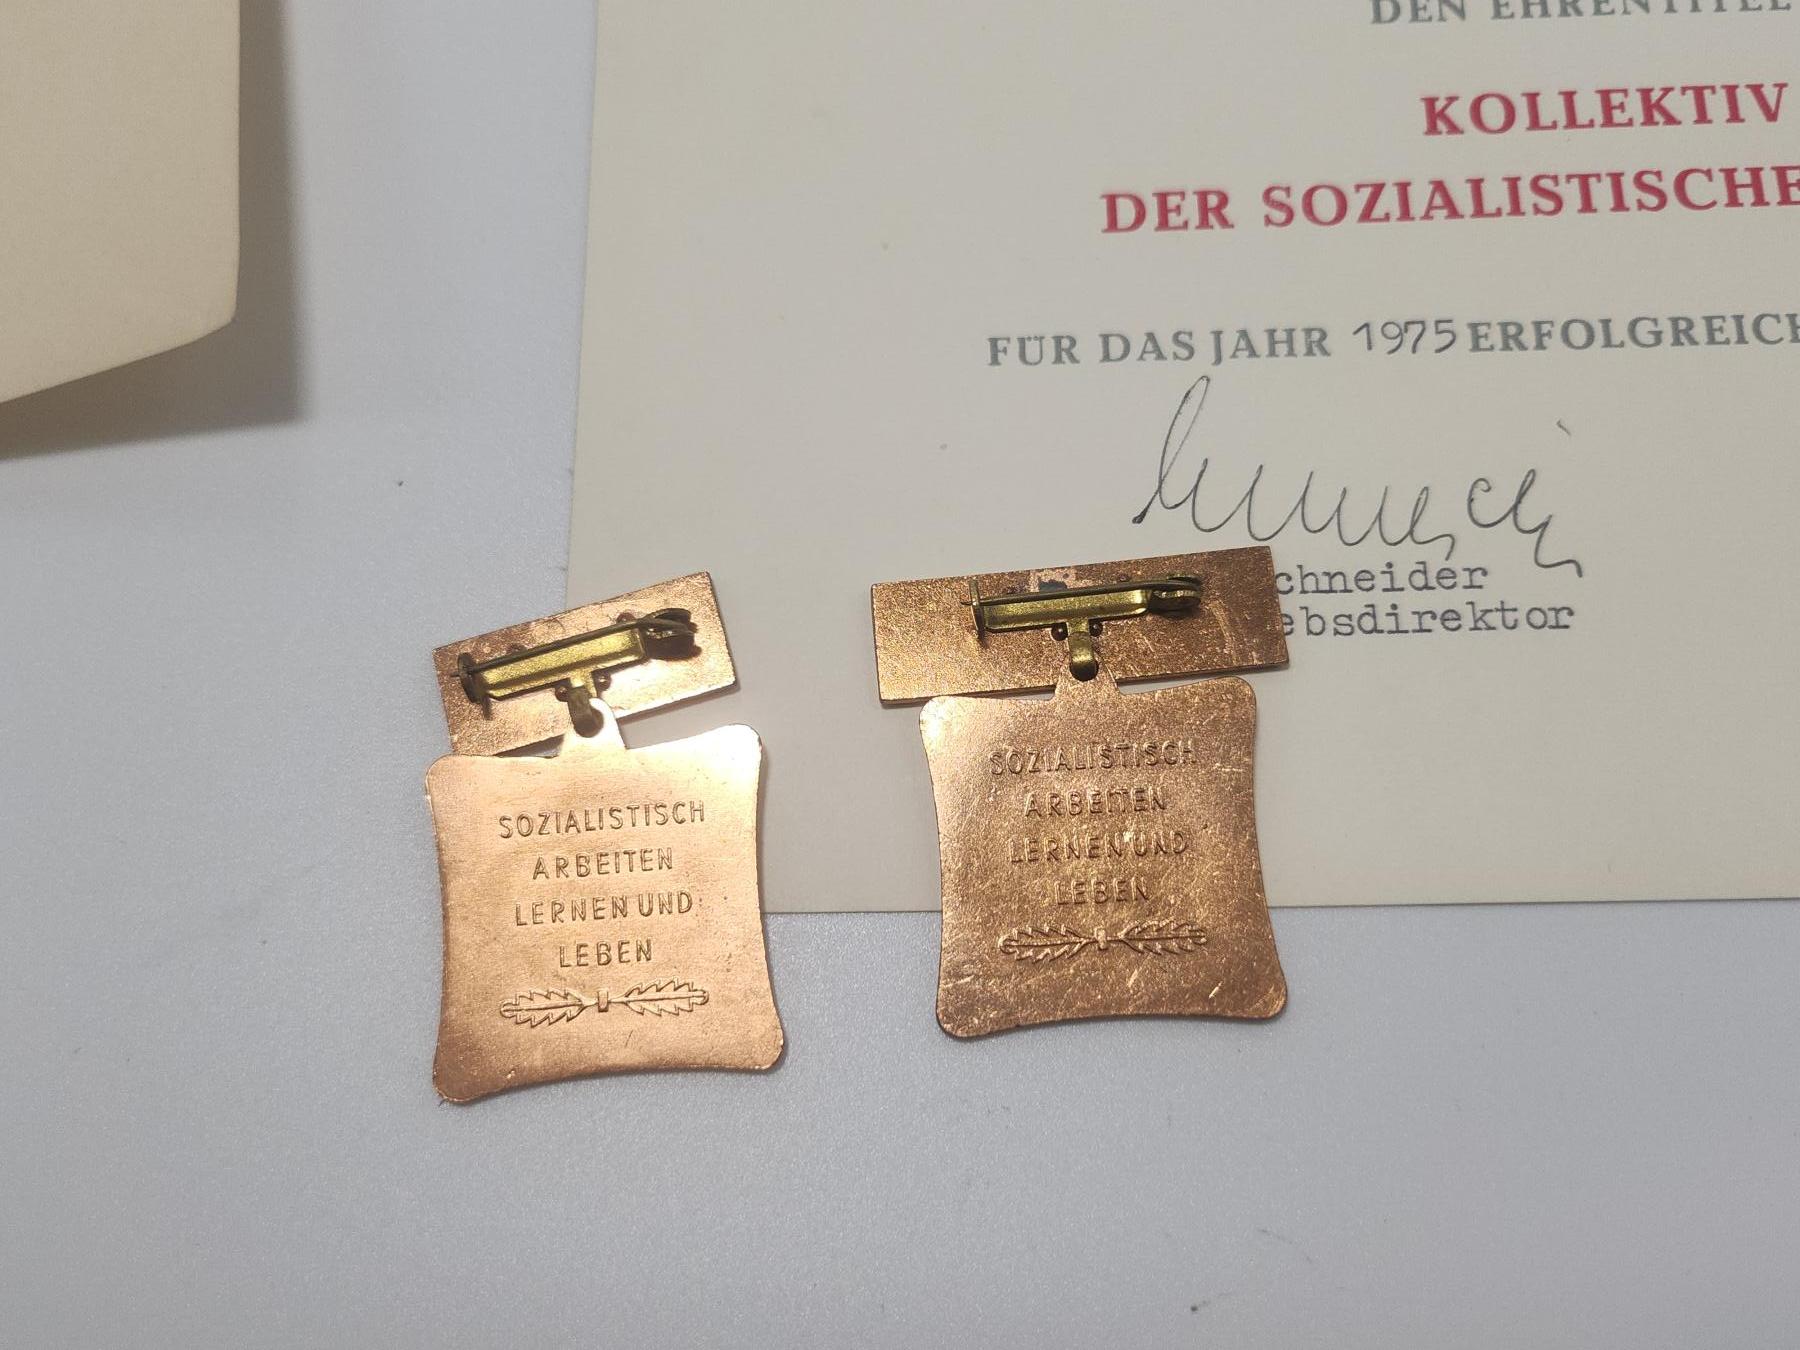 DEN EHRENTITEL
KOLLEKTIV
DER SOZIALISTISCHE
FÜR DAS JAHR 1975 ERFOLGREICH
chneider
ebsdirektor
SOZIALISTISCH
ARBEITEN
LERNEN UND
LEBEN
SOZIALISTISCH
ARBEITEN
LERNEN UND
LEBEN